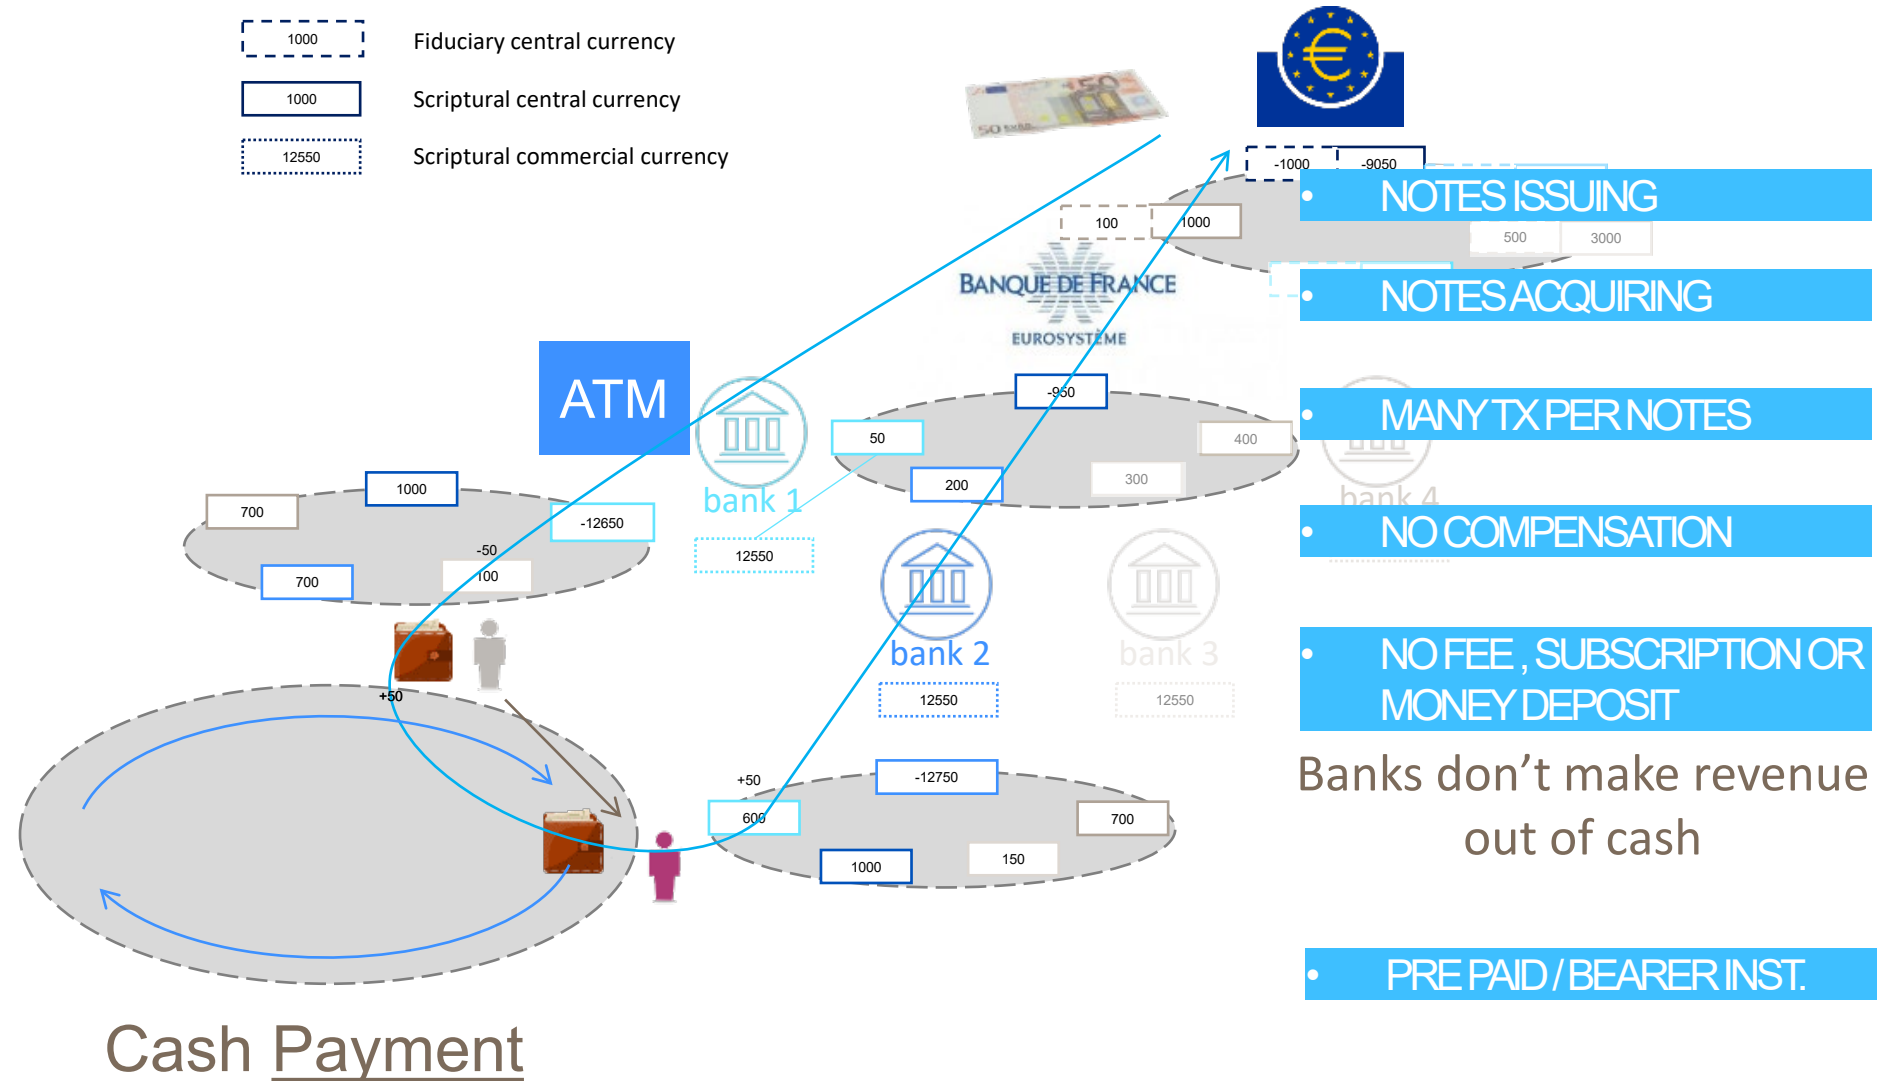 1000 Fiduciary central currency
1000 Scriptural central currency
12550 Scriptural commercial currency
50
50
€
-1000 -9050
100 1000
500 3000
BANQUE DE FRANCE
EUROSYSTÈME
ATM
-950
50
400
200
300
bank 1
bank 4
12550
1000
700
-12650
-50
700
100
bank 2
bank 3
12550
12550
+50
+50
-12750
600
700
1000
150
• NOTES ISSUING
• NOTES ACQUIRING
• MANY TX PER NOTES
• NO COMPENSATION
• NO FEE , SUBSCRIPTION OR
MONEY DEPOSIT
Banks don’t make revenue
out of cash
• PRE PAID / BEARER INST.
Cash Payment